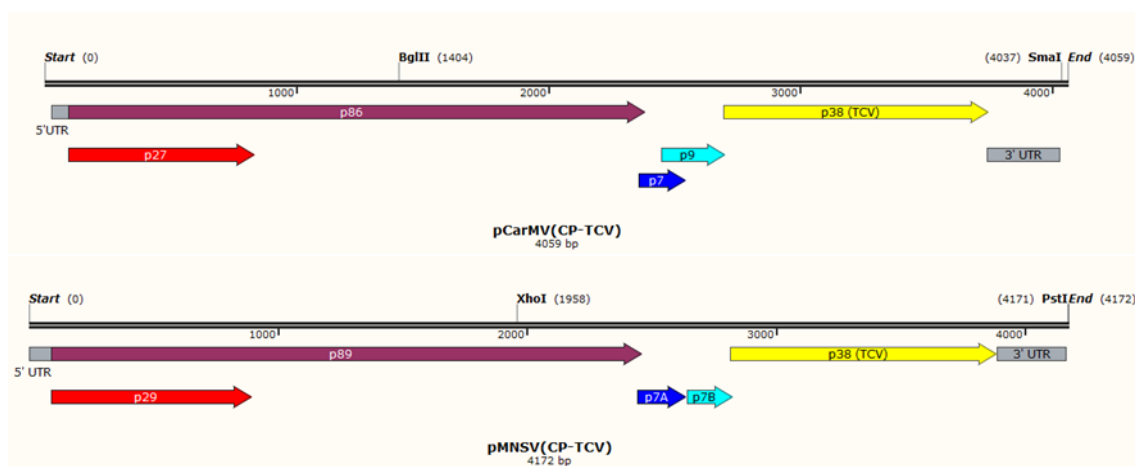 Start (0) BglII (1404) (4037) SmaI End (4059)
1000 2000 3000 4000
p86 p38 (TCV)
5'UTR
p27 p9 3' UTR
p7
pCarMV(CP-TCV)
4059 bp
Start (0) XhoI (1958) (4171) PstI End (4172)
1000 2000 3000 4000
p89 p38 (TCV) 3' UTR
5' UTR
p29 p7A p7B
pMNSV(CP-TCV)
4172 bp